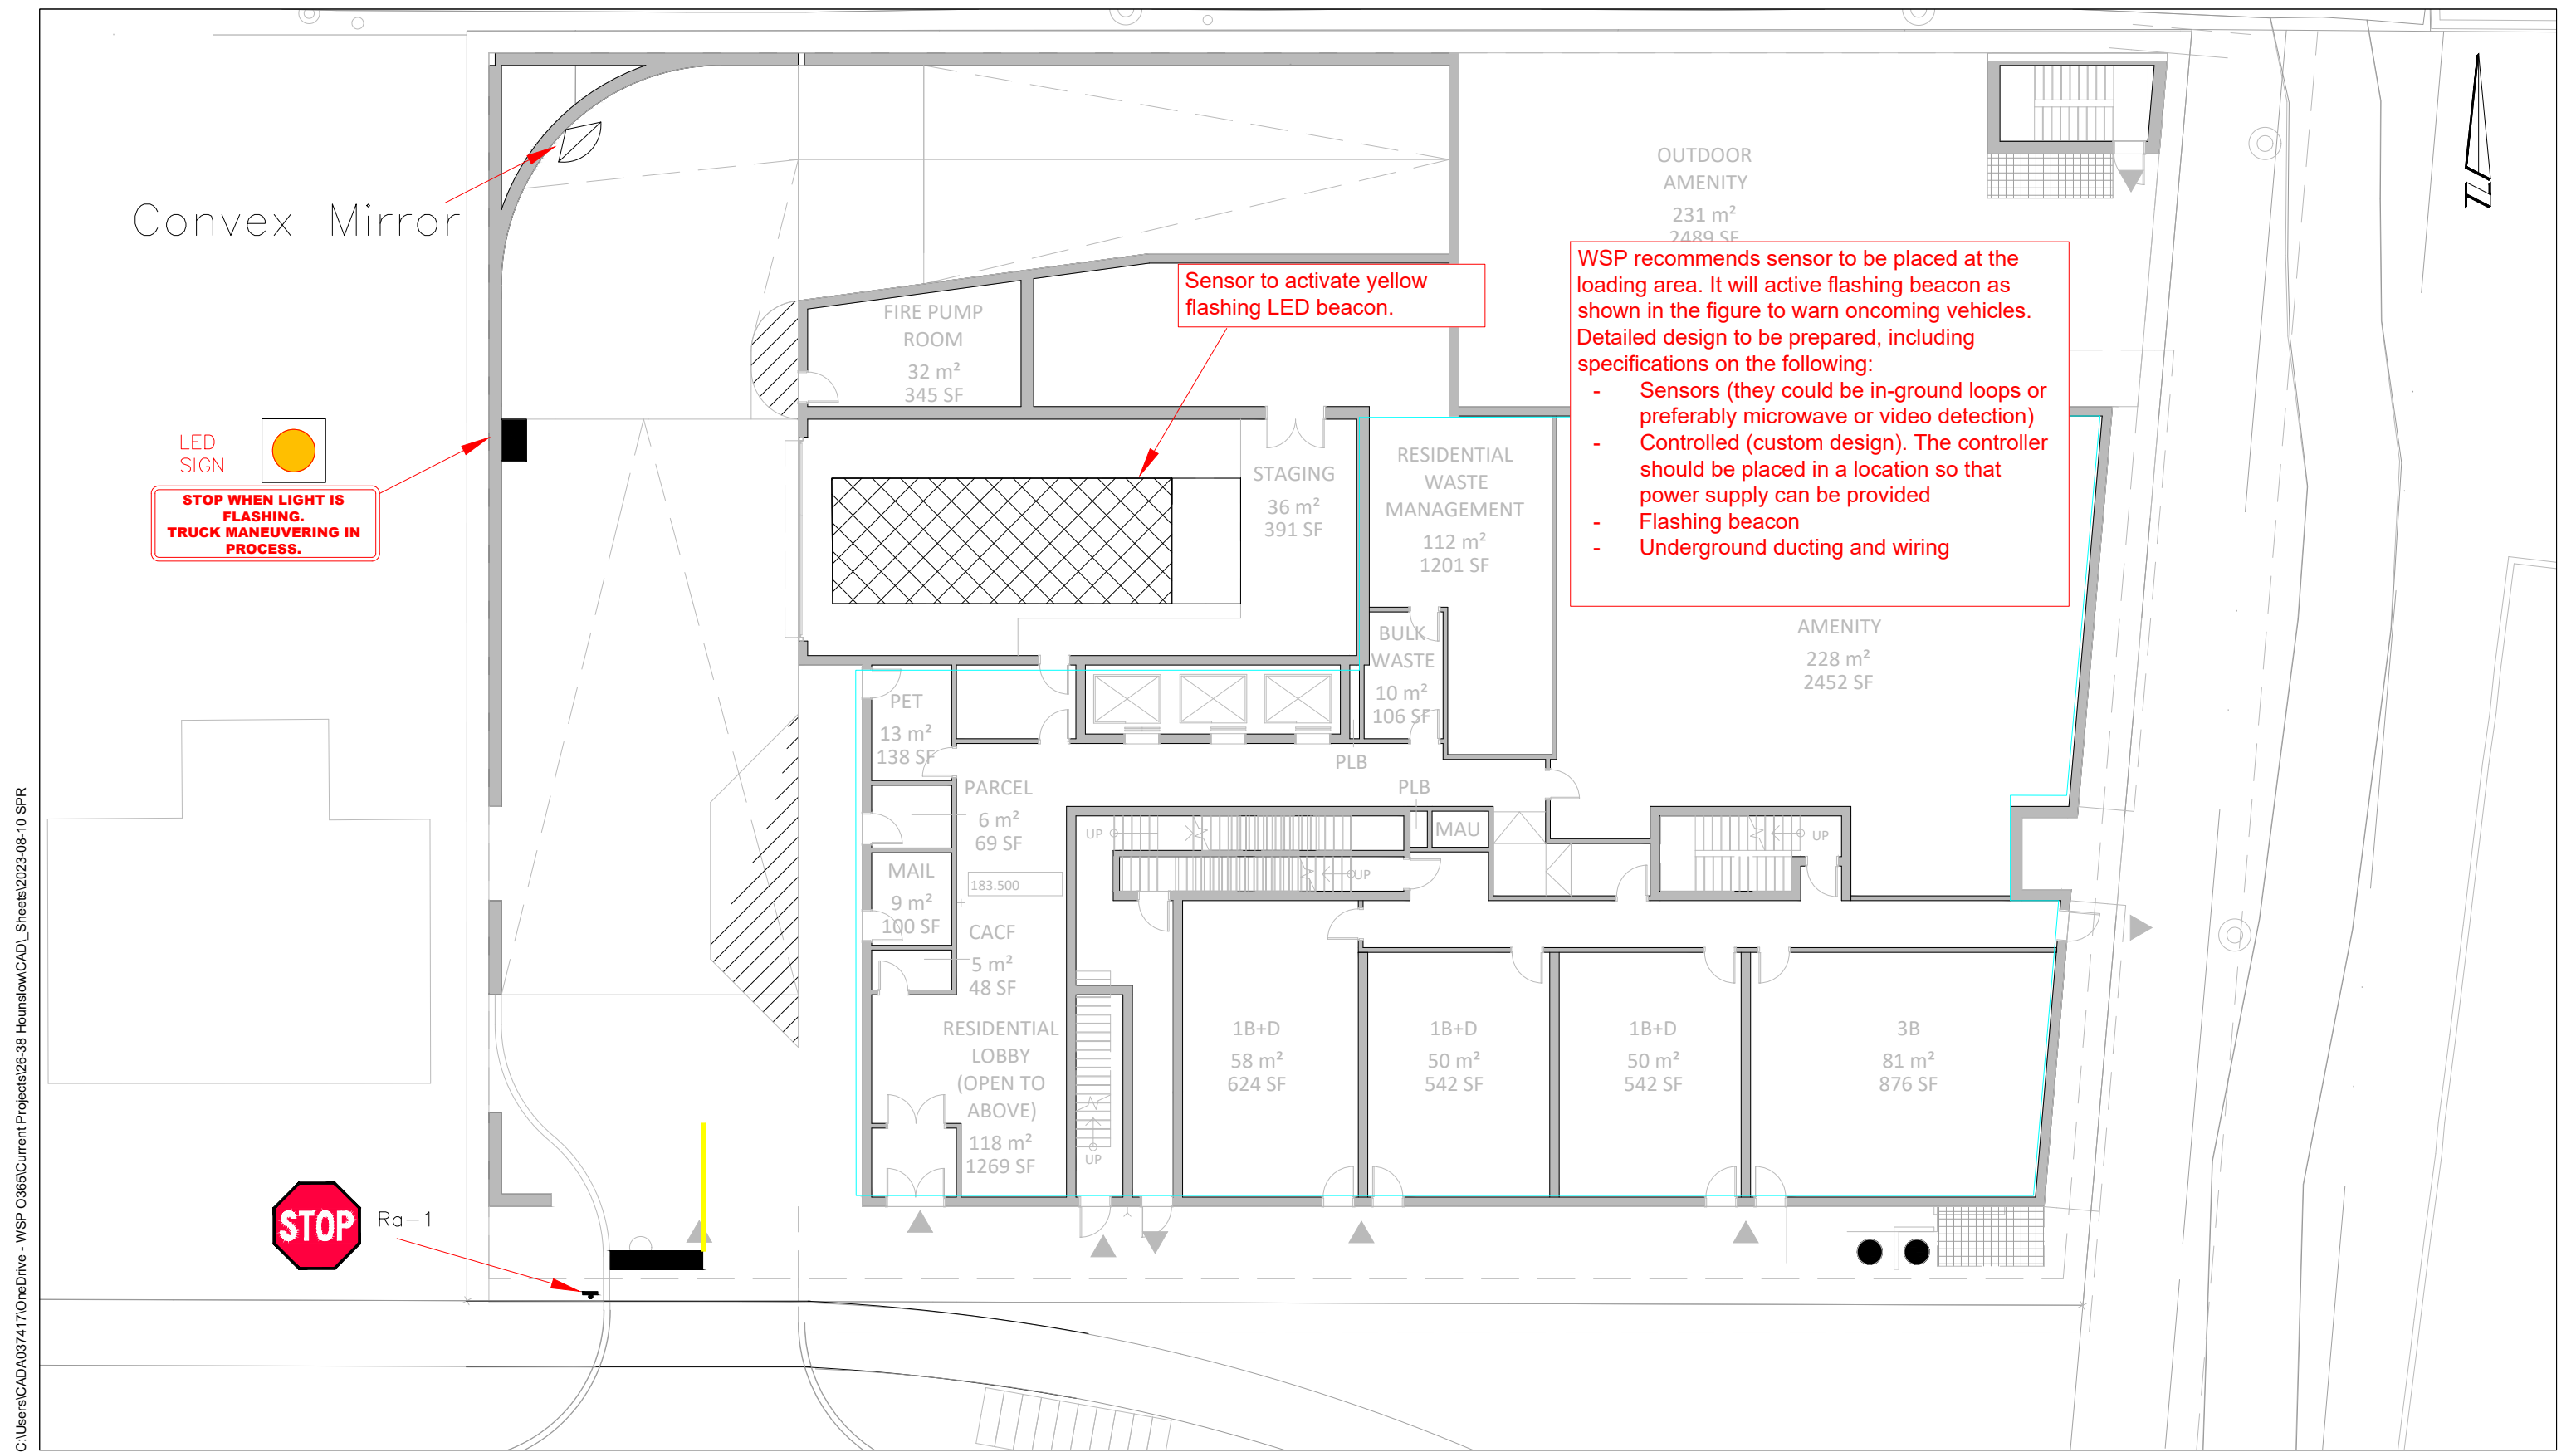 Convex Mirror
OUTDOOR
AMENITY
231 m²
2489 SF
WSP recommends sensor to be placed at the
loading area. It will active flashing beacon as
shown in the figure to warn oncoming vehicles.
Detailed design to be prepared, including
specifications on the following:
- Sensors (they could be in-ground loops or
preferably microwave or video detection)
- Controlled (custom design). The controller
should be placed in a location so that
power supply can be provided
- Flashing beacon
- Underground ducting and wiring
Sensor to activate yellow
flashing LED beacon.
FIRE PUMP
ROOM
32 m²
345 SF
LED
SIGN
STOP WHEN LIGHT IS
FLASHING.
TRUCK MANEUVERING IN
PROCESS.
STAGING
36 m²
391 SF
RESIDENTIAL
WASTE
MANAGEMENT
112 m²
1201 SF
BULK
WASTE
10 m²
106 SF
AMENITY
228 m²
2452 SF
PET
13 m²
138 SF
PLB
PLB
PARCEL
6 m²
69 SF
UP
MAU
UP
UP
MAIL
9 m²
100 SF
183.500
CACF
5 m²
48 SF
RESIDENTIAL
LOBBY
(OPEN TO
ABOVE)
118 m²
1269 SF
UP
1B+D
58 m²
624 SF
1B+D
50 m²
542 SF
1B+D
50 m²
542 SF
3B
81 m²
876 SF
STOP
Ra-1
C:\Users\CADA037417\OneDrive - WSP O365\Current Projects\26-38 Hounslow\CAD\_Sheets\2023-08-10 SPR